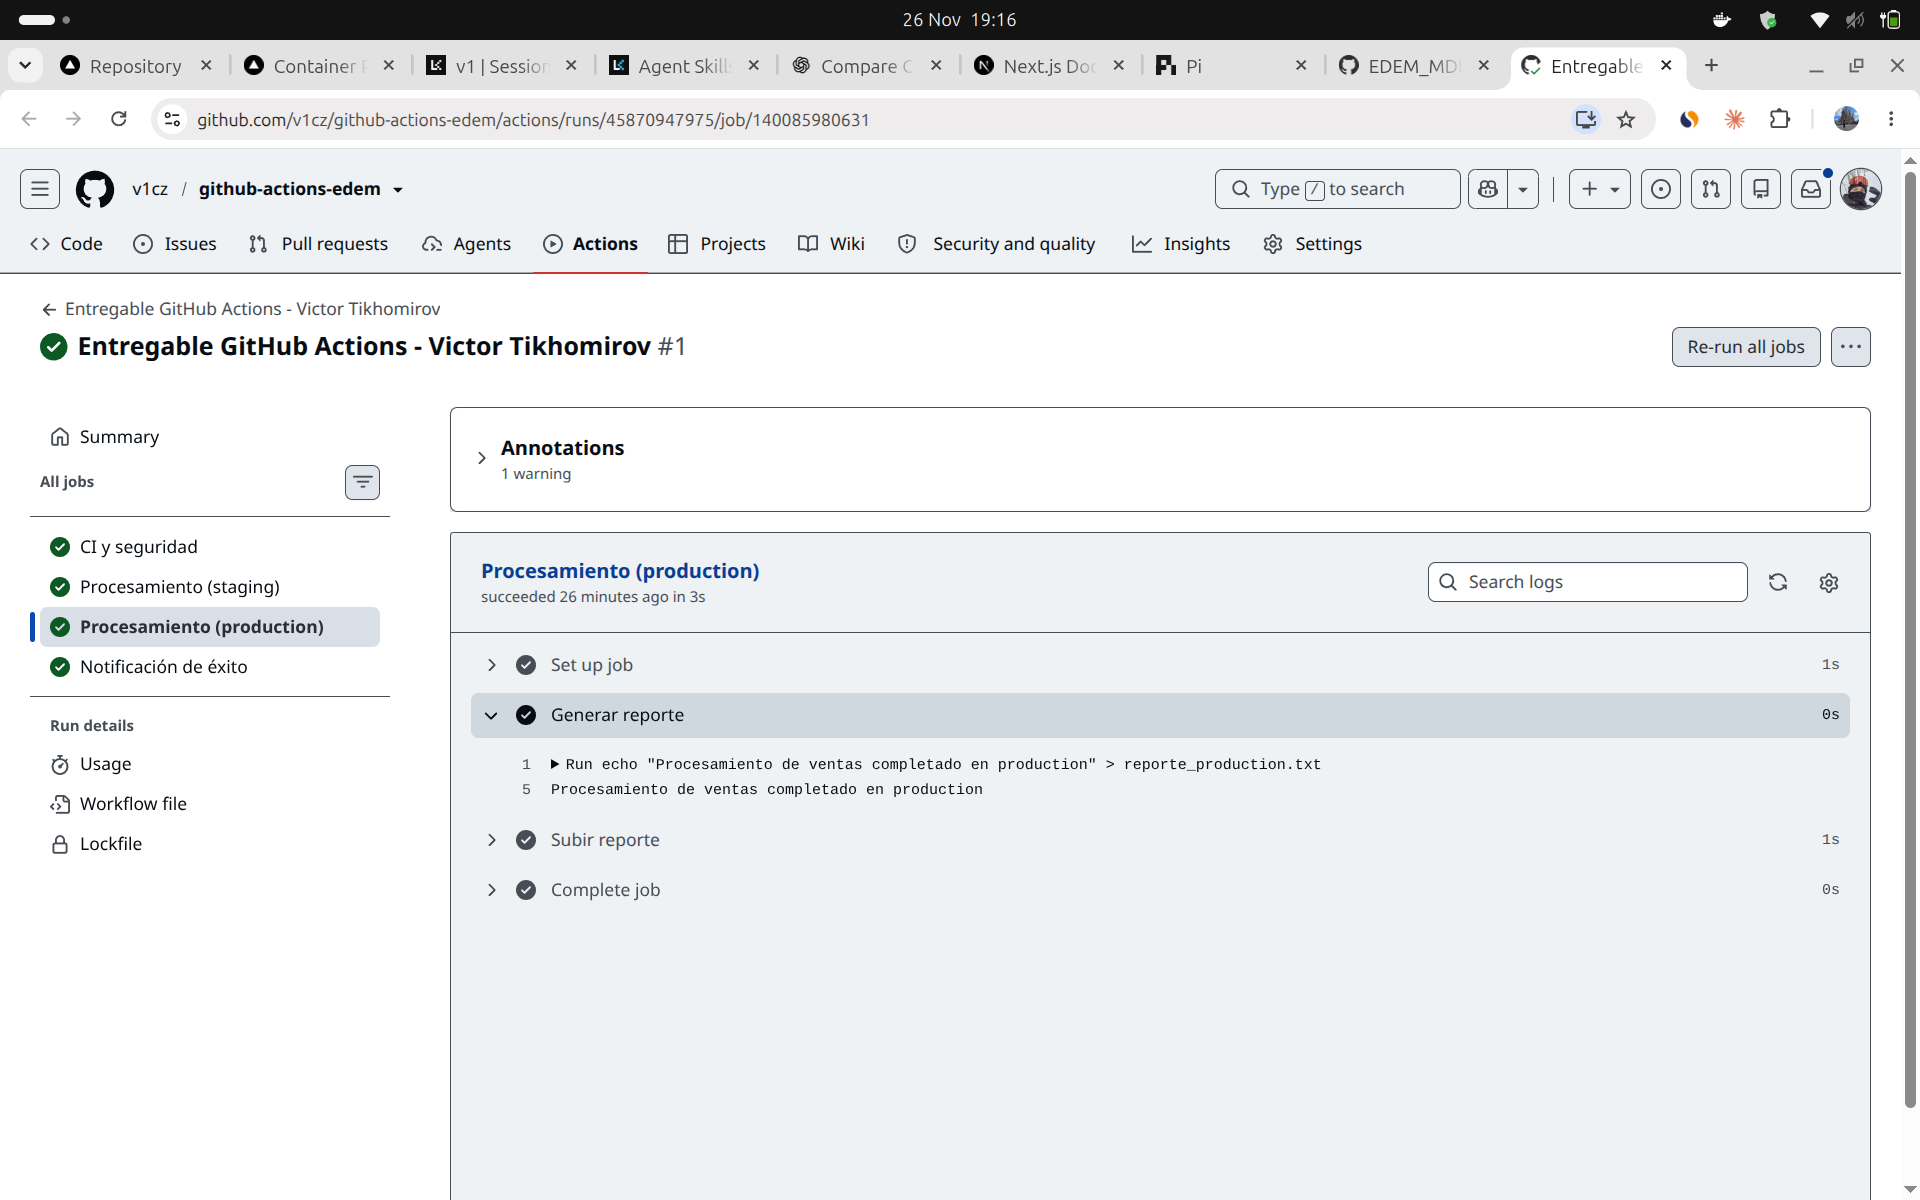 26 Nov 19:16
Repository
Container
v1 | Session
Agent Skills
Compare C
Next.js Doc
Pi
EDEM_MD
Entregable
github.com/v1cz/github-actions-edem/actions/runs/45870947975/job/140085980631
v1cz / github-actions-edem
Type / to search
Code
Issues
Pull requests
Agents
Actions
Projects
Wiki
Security and quality
Insights
Settings
Entregable GitHub Actions - Victor Tikhomirov
Entregable GitHub Actions - Victor Tikhomirov #1
Re-run all jobs
Summary
All jobs
CI y seguridad
Procesamiento (staging)
Procesamiento (production)
Notificación de éxito
Run details
Usage
Workflow file
Lockfile
Annotations
1 warning
Procesamiento (production)
succeeded 26 minutes ago in 3s
Search logs
Set up job 1s
Generar reporte 0s
1 Run echo "Procesamiento de ventas completado en production" > reporte_production.txt
5 Procesamiento de ventas completado en production
Subir reporte 1s
Complete job 0s